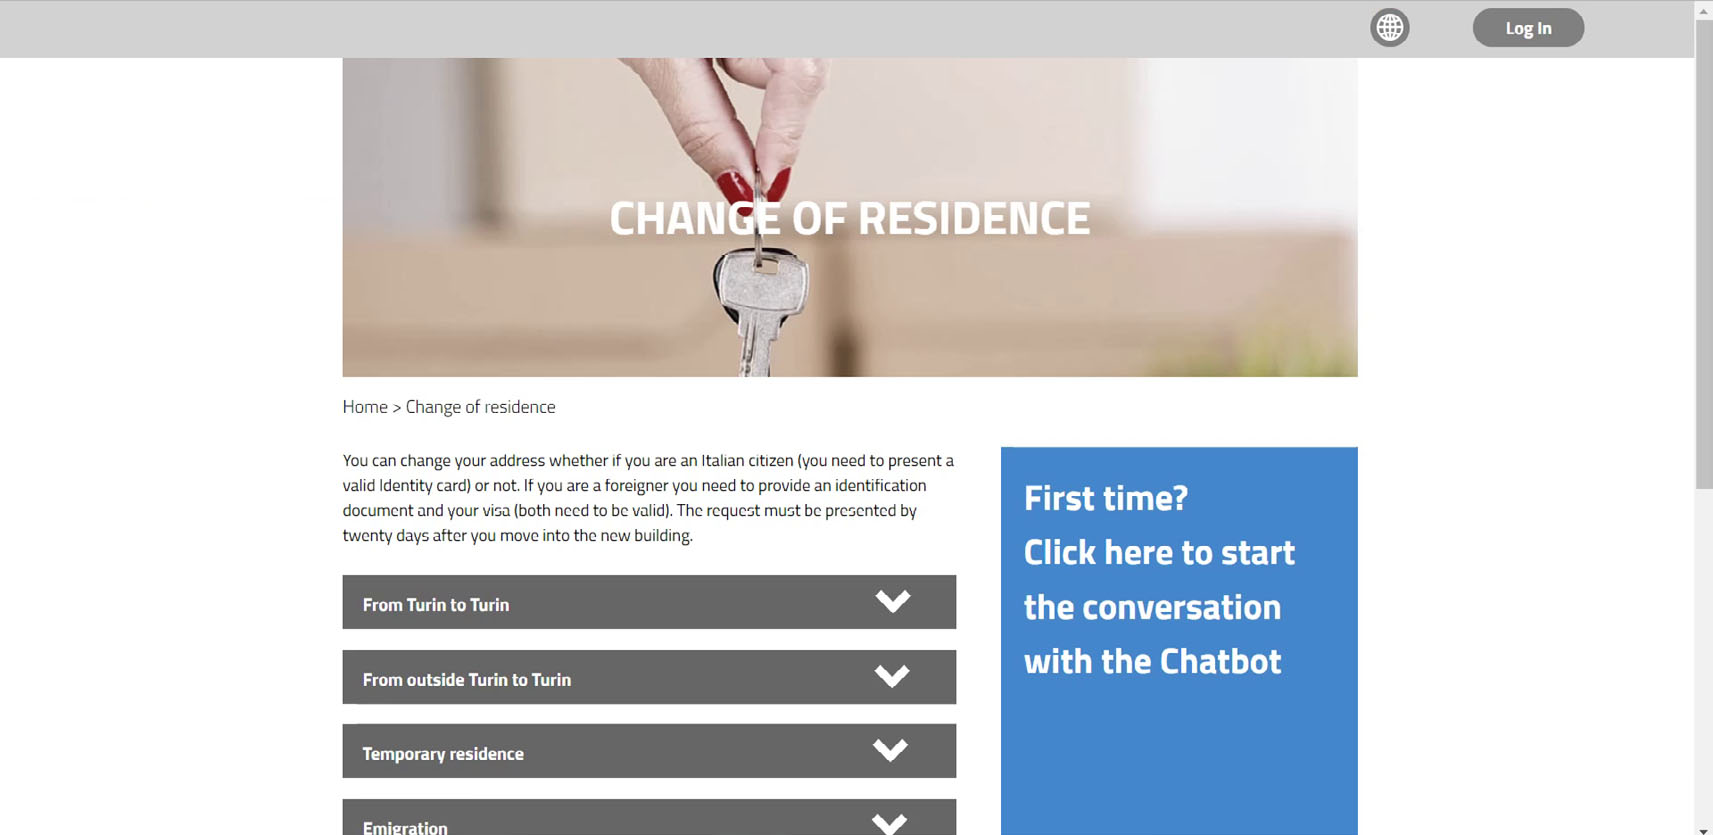 Log In
CHANGE OF RESIDENCE
Home > Change of residence
You can change your address whether if you are an Italian citizen (you need to present a
valid Identity card) or not. If you are a foreigner you need to provide an identification
document and your visa (both need to be valid). The request must be presented by
twenty days after you move into the new building.
First time?
Click here to start
the conversation
with the Chatbot
From Turin to Turin
From outside Turin to Turin
Temporary residence
Emigration